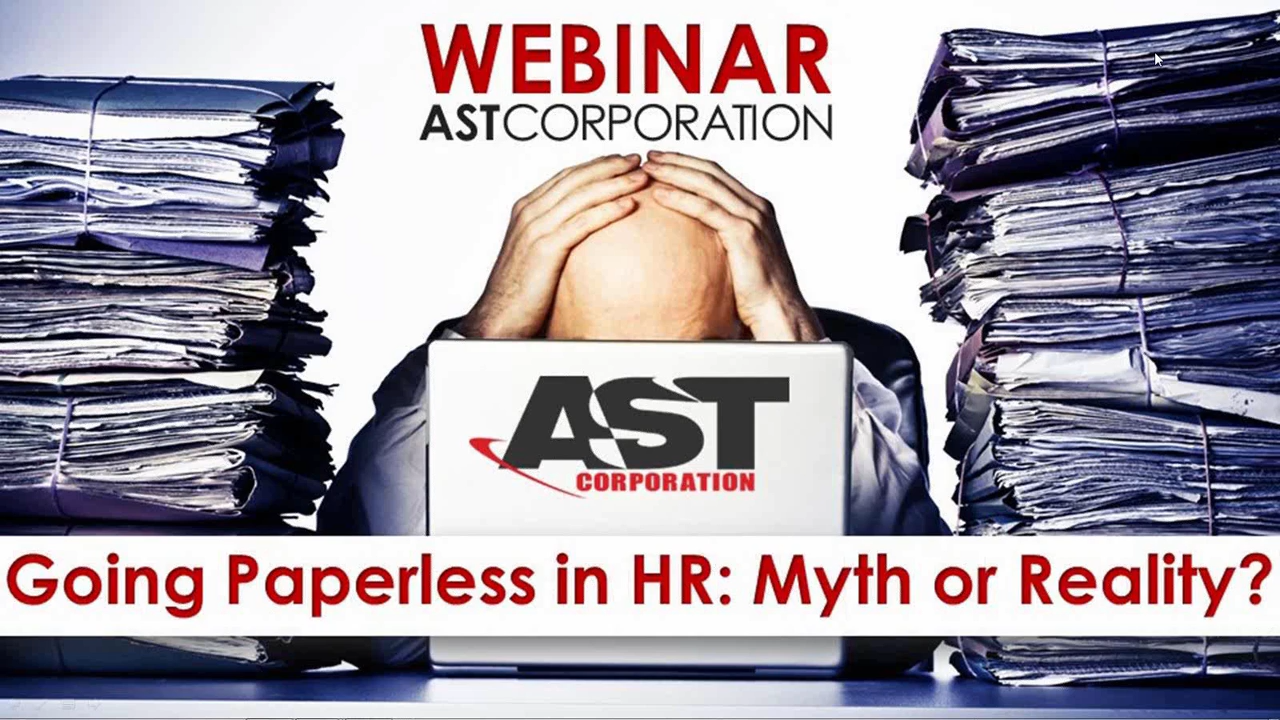 WEBINAR
ASTCORPORATION
AST
CORPORATION
Going Paperless in HR: Myth or Reality?